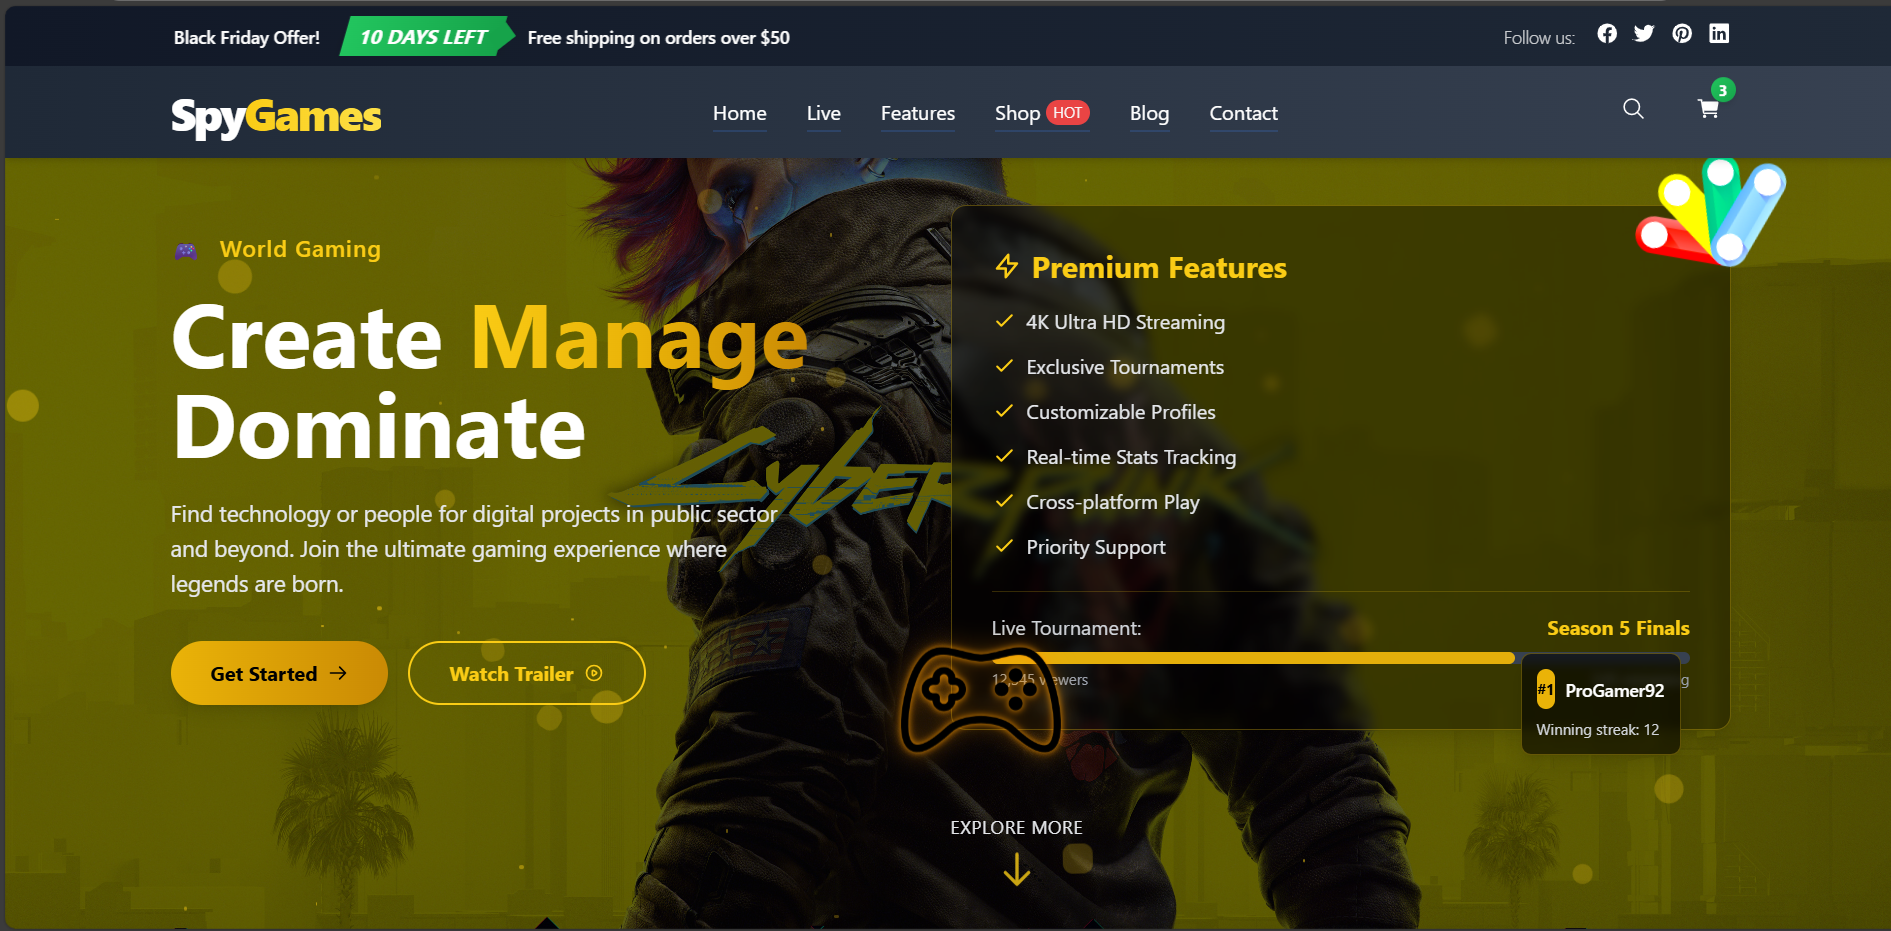 Black Friday Offer! 10 DAYS LEFT Free shipping on orders over $50
Follow us:
SpyGames
Home Live Features Shop HOT Blog Contact
3
World Gaming
Create Manage
Dominate
Find technology or people for digital projects in public sector
and beyond. Join the ultimate gaming experience where
legends are born.
Get Started
Watch Trailer
CYBERPUNK
Premium Features
4K Ultra HD Streaming
Exclusive Tournaments
Customizable Profiles
Real-time Stats Tracking
Cross-platform Play
Priority Support
Live Tournament: Season 5 Finals
12,345 viewers
#1 ProGamer92
Winning streak: 12
EXPLORE MORE